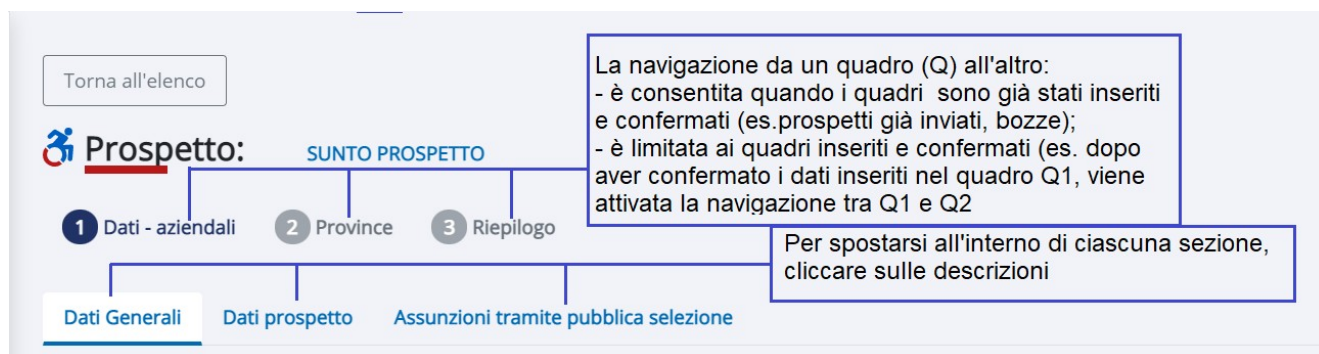 Torna all'elenco
Prospetto:
SUNTO PROSPETTO
La navigazione da un quadro (Q) all'altro:
- è consentita quando i quadri sono già stati inseriti
e confermati (es.prospetti già inviati, bozze);
- è limitata ai quadri inseriti e confermati (es. dopo
aver confermato i dati inseriti nel quadro Q1, viene
attivata la navigazione tra Q1 e Q2
1 Dati - aziendali 2 Province 3 Riepilogo
Per spostarsi all'interno di ciascuna sezione,
cliccare sulle descrizioni
Dati Generali Dati prospetto Assunzioni tramite pubblica selezione